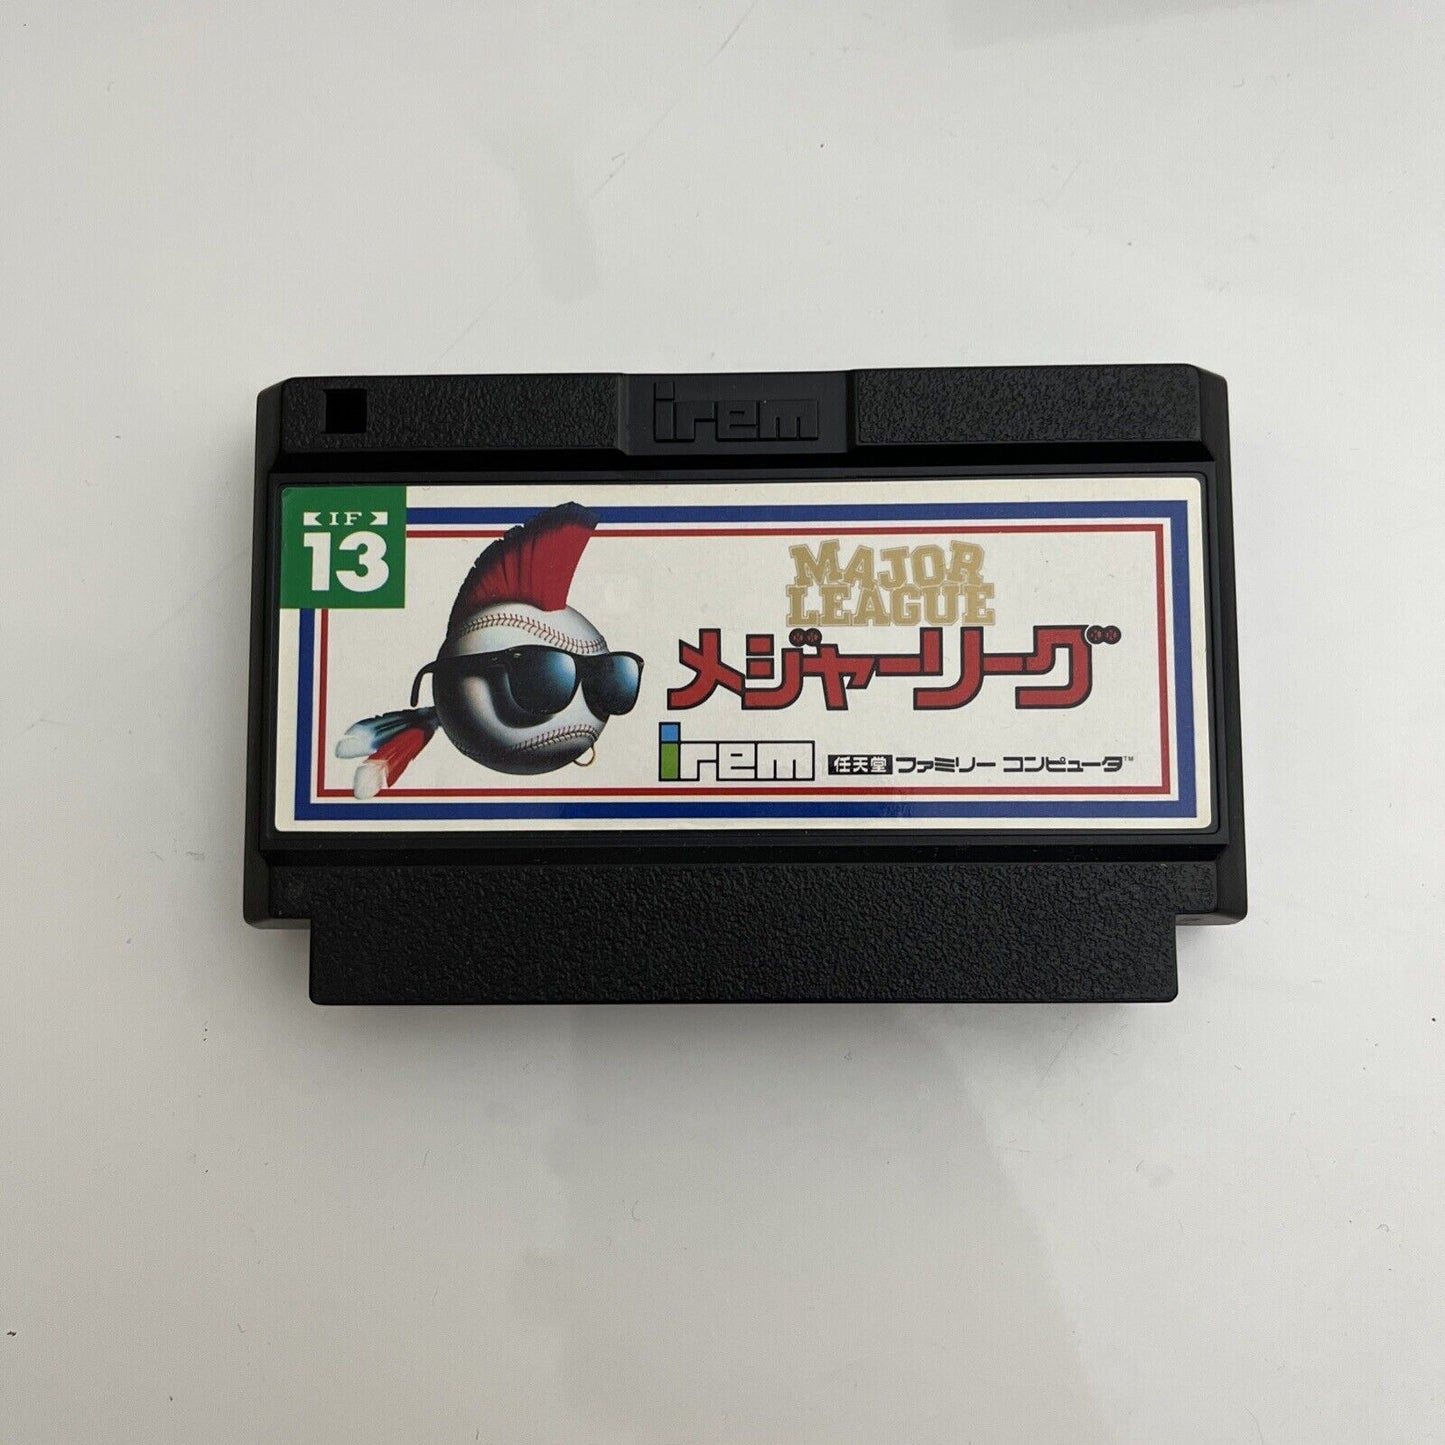 irem
IF
13
MAJOR
LEAGUE
メジャーリーグ
irem 任天堂 ファミリー コンピュータ™